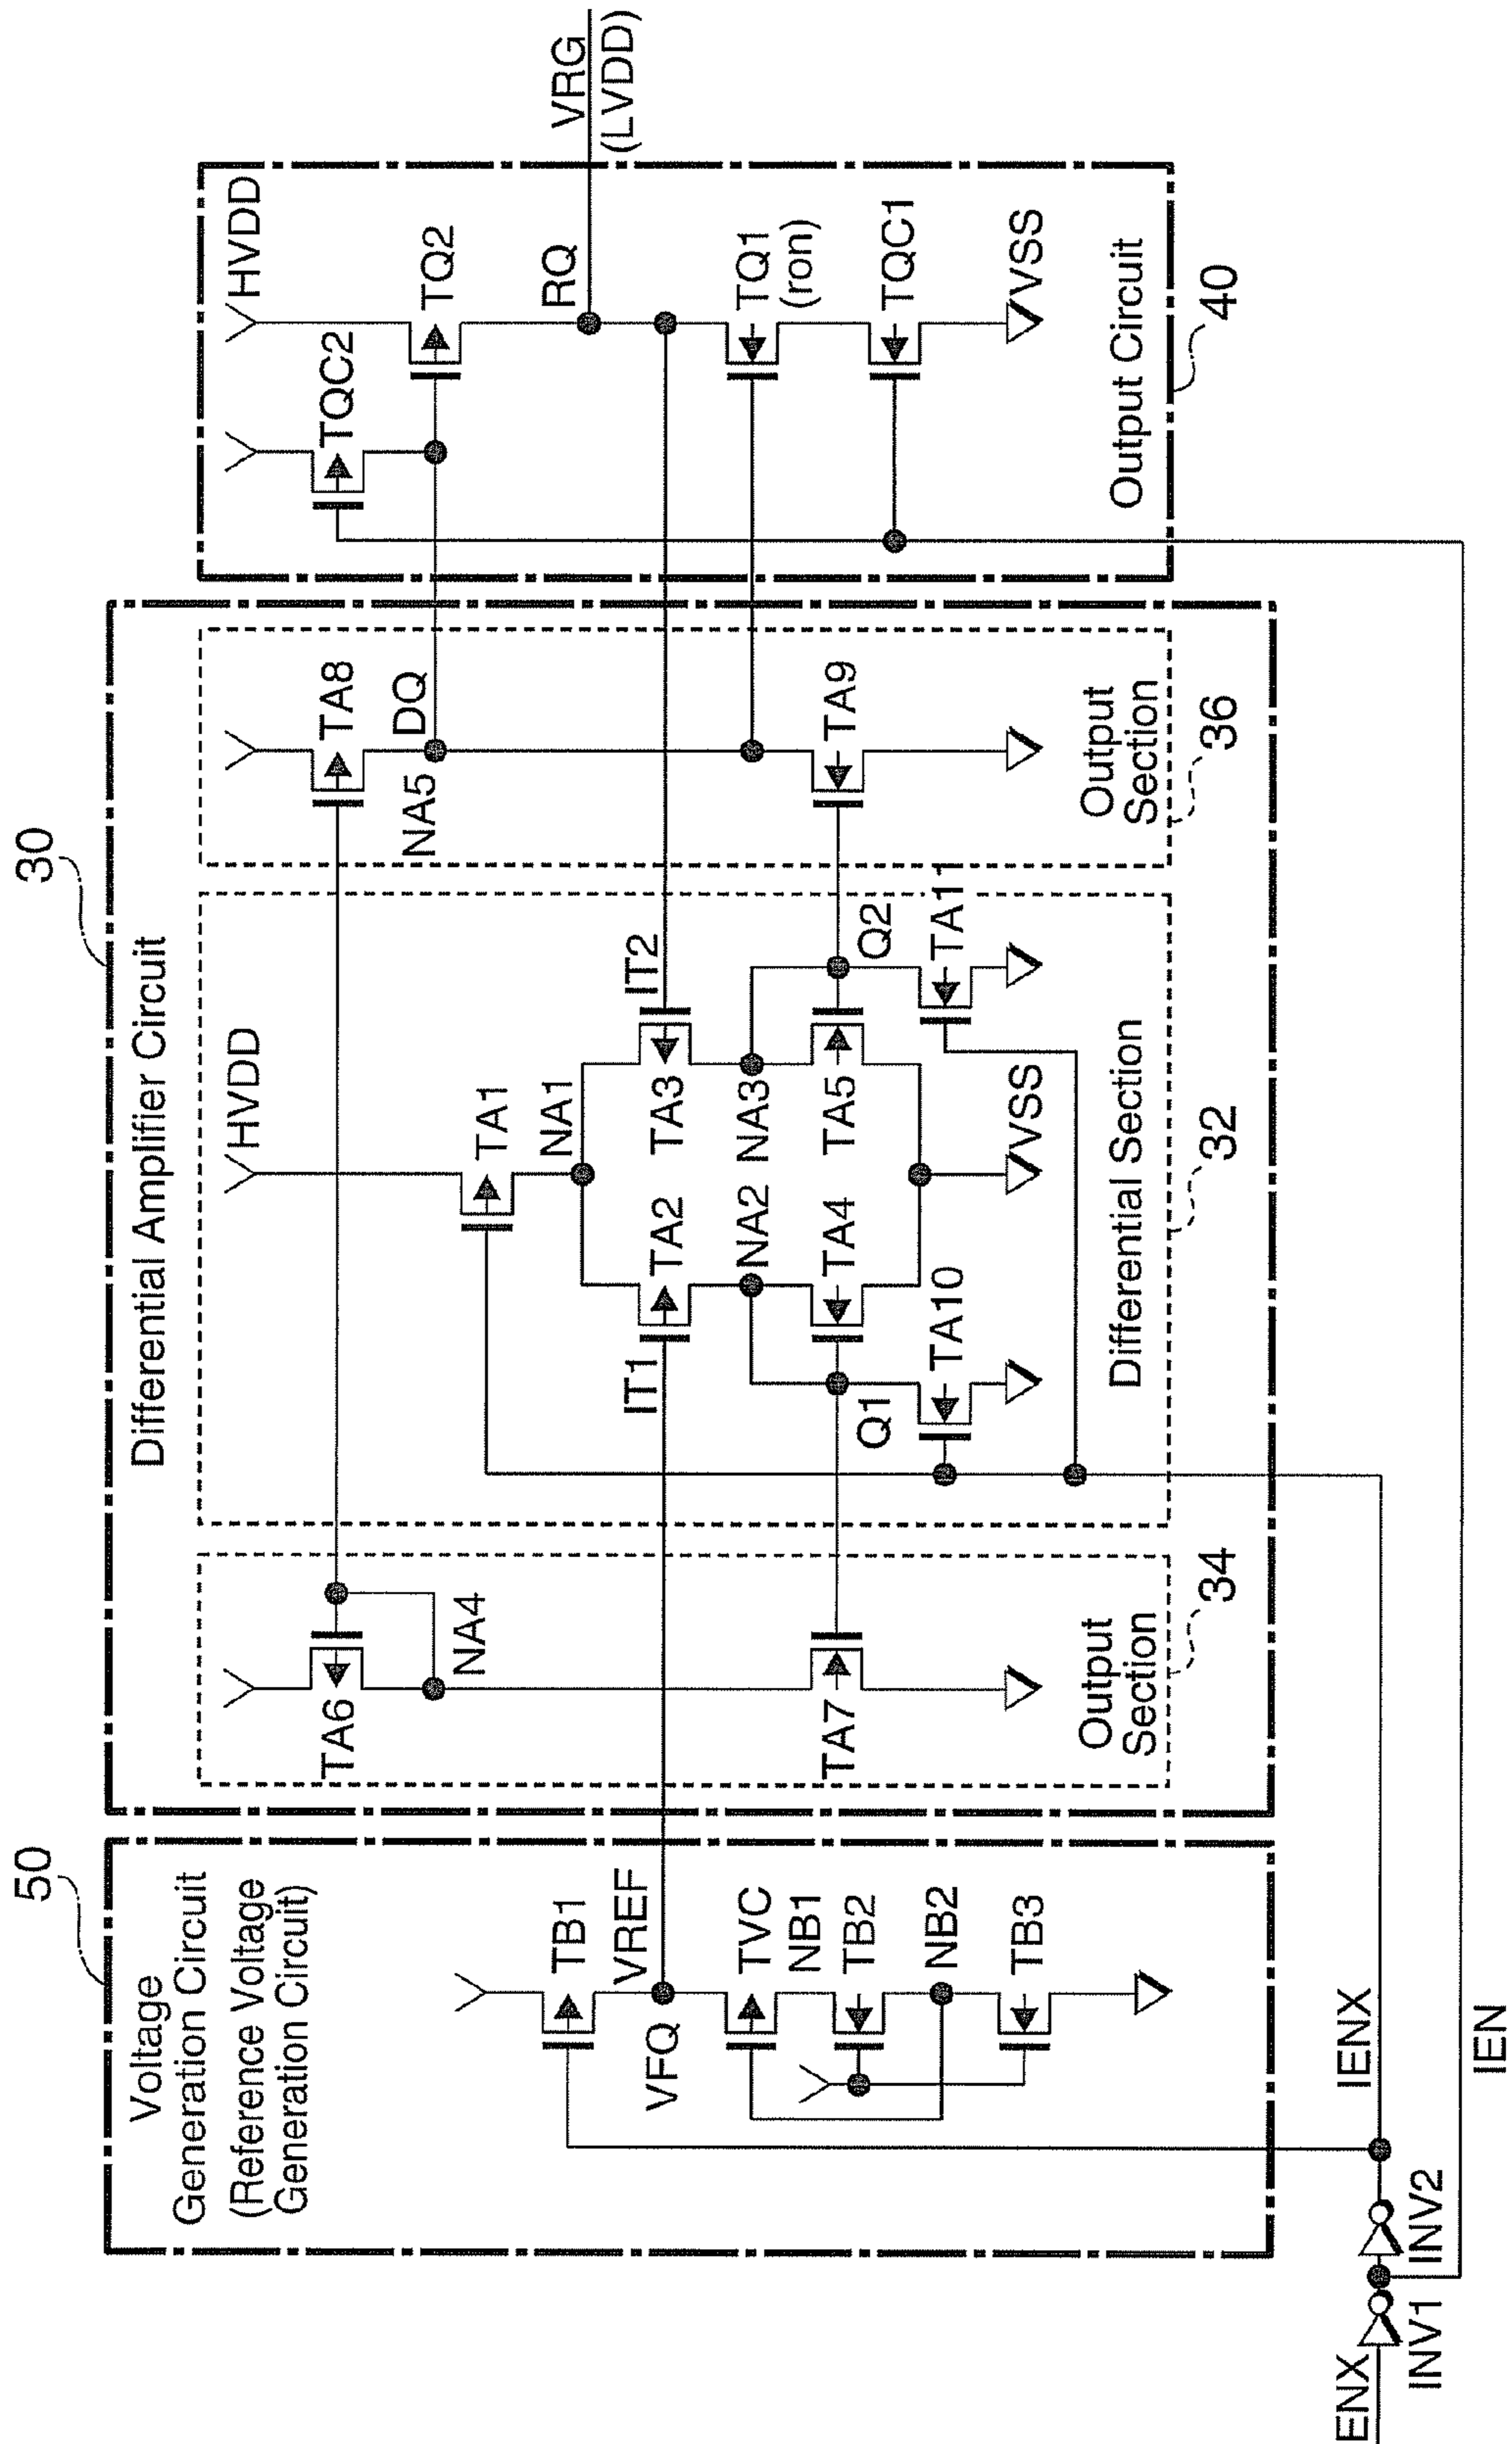 50
Voltage
Generation Circuit
(Reference Voltage
Generation Circuit)
TB1
VREF
VFQ
TVC
NB1
TB2
NB2
TB3
30
Differential Amplifier Circuit
TA6
NA4
TA7
Output
Section
34
HVDD
TA1
NA1
IT1
TA2
IT2
TA3
NA2
NA3
TA4
TA5
Q1
Q2
TA10
TA11
VSS
Differential Section
32
TA8
DQ
NA5
TA9
Output
Section
36
HVDD
TQC2
TQ2
RQ
VRG
(LVDD)
TQ1
(ron)
TQC1
VSS
Output Circuit
40
ENX
INV1
INV2
IENX
IEN